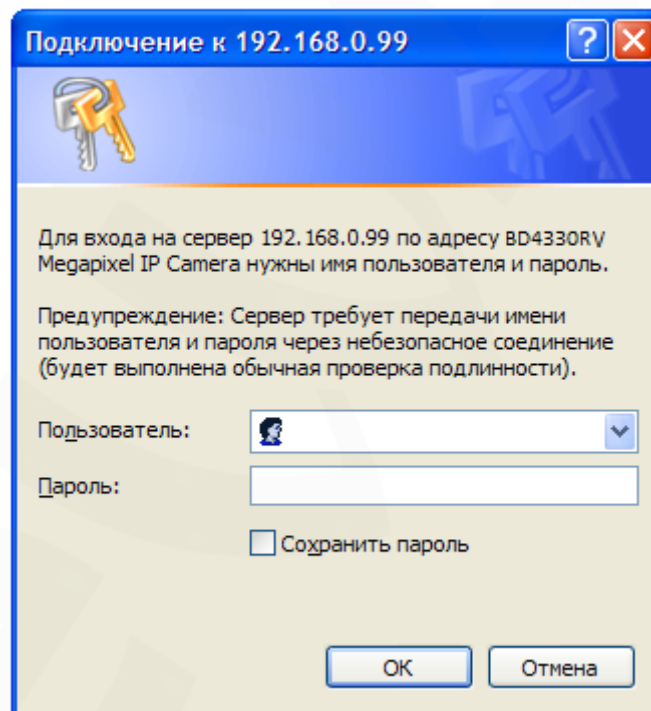 Подключение к 192.168.0.99
Для входа на сервер 192.168.0.99 по адресу BD4330RV
Megapixel IP Camera нужны имя пользователя и пароль.
Предупреждение: Сервер требует передачи имени
пользователя и пароля через небезопасное соединение
(будет выполнена обычная проверка подлинности).
Пользователь:
Пароль:
Сохранить пароль
OK
Отмена